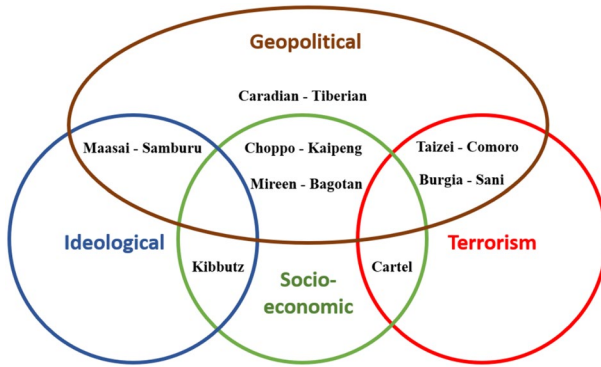 Geopolitical
Caradian - Tiberian
Maasai - Samburu
Choppo - Kaipeng
Taizei - Comoro
Mireen - Bagotan
Burgia - Sani
Ideological
Terrorism
Kibbutz
Cartel
Socio-
economic